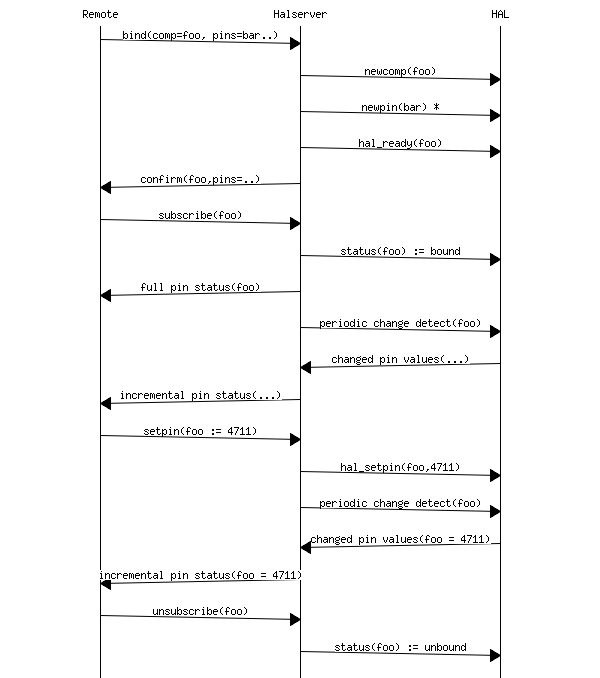 Remote Halserver HAL
bind(comp=foo, pins=bar..)
newcomp(foo)
newpin(bar) *
hal_ready(foo)
confirm(foo,pins=..)
subscribe(foo)
status(foo) := bound
full pin status(foo)
periodic change detect(foo)
changed pin values(...)
incremental pin status(...)
setpin(foo := 4711)
hal_setpin(foo,4711)
periodic change detect(foo)
changed pin values(foo = 4711)
incremental pin status(foo = 4711)
unsubscribe(foo)
status(foo) := unbound